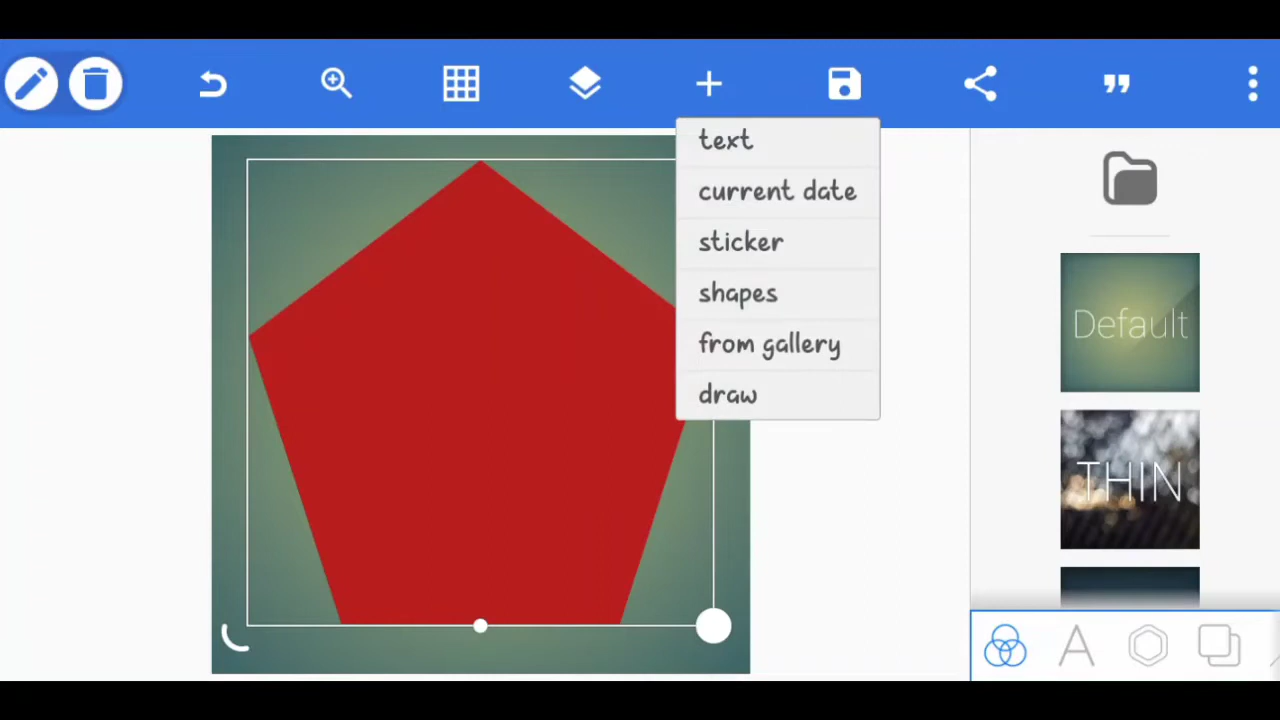 text
current date
sticker
shapes
from gallery
draw
Default
THIN
A